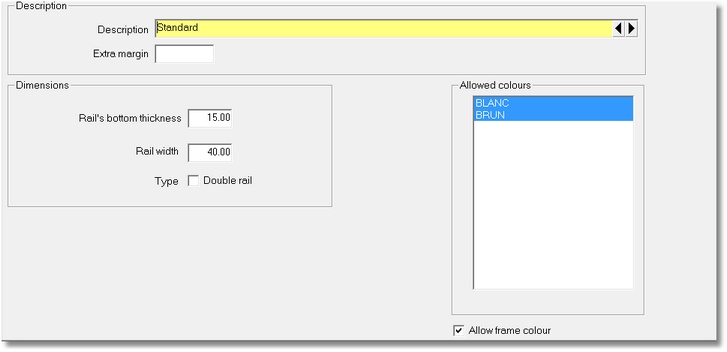 Description
Description Standard
Extra margin
Dimensions
Rail's bottom thickness 15.00
Rail width 40.00
Type Double rail
Allowed colours
BLANC
BRUN
Allow frame colour